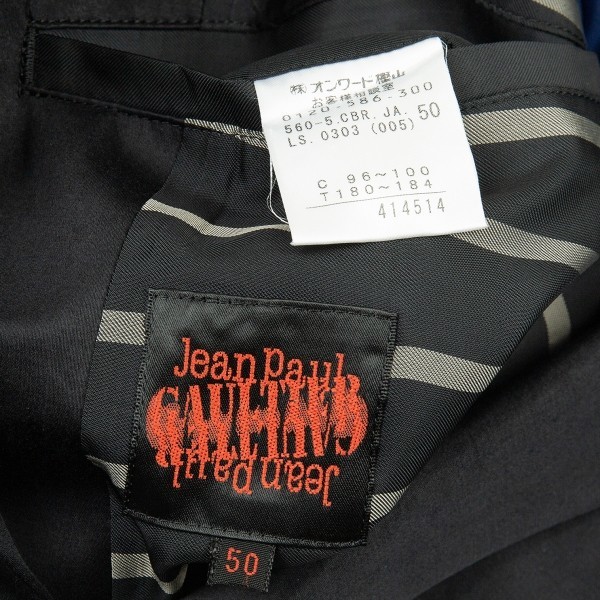 ㈱オンワード樫山
お客様相談室
0120-586-300
560-5.CBR.JA. 50
LS. 0303 (005)
C 96~100
T180~184
414514
Jean Paul
GAULTIER
Jean Paul
50